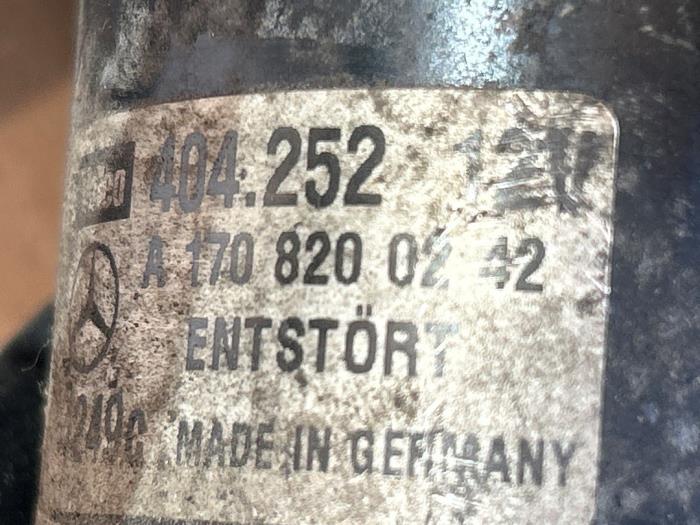 404.252 12V
A 170 820 02 42
ENTSTÖRT
MADE IN GERMANY